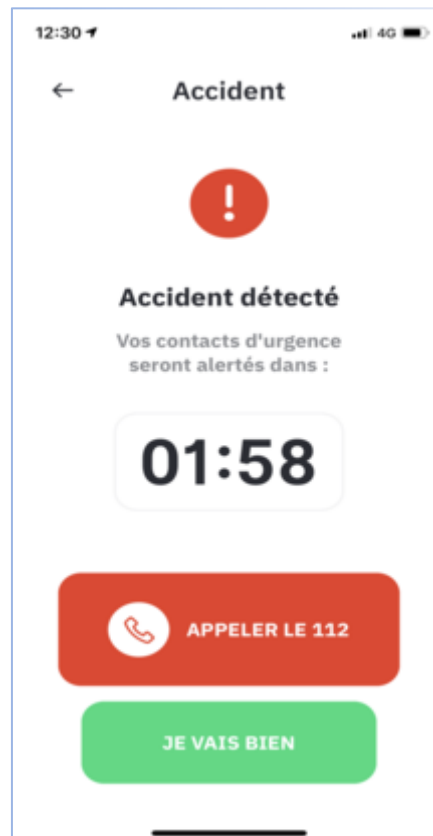 12:30
4G
Accident
Accident détecté
Vos contacts d'urgence
seront alertés dans :
01:58
APPELER LE 112
JE VAIS BIEN